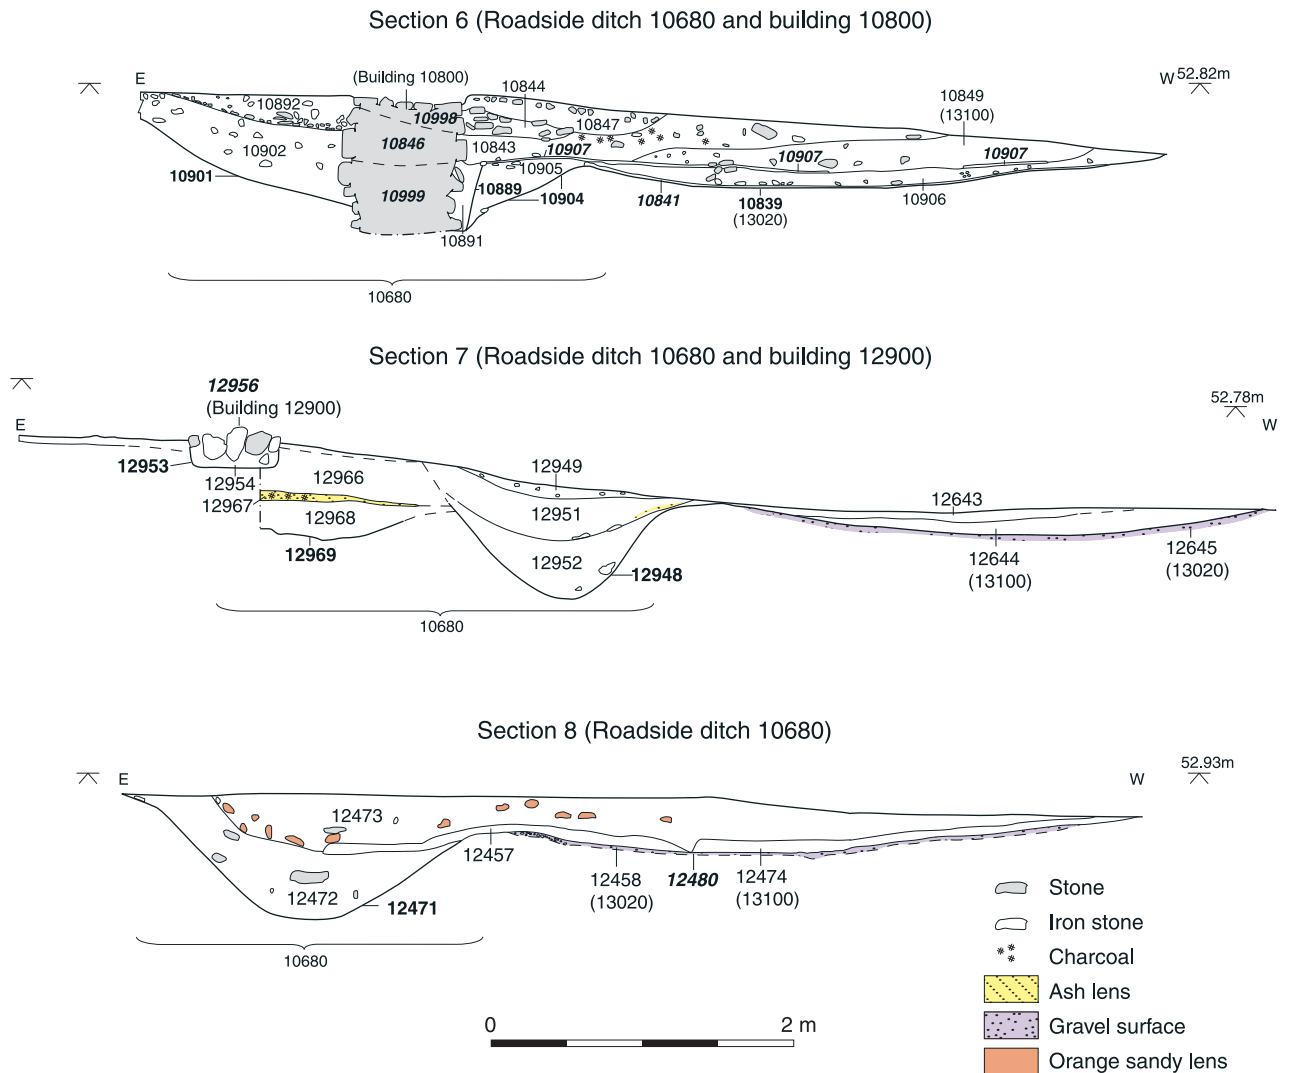 Section 6 (Roadside ditch 10680 and building 10800)
E
(Building 10800)
10844
W 52.82m
10849
(13100)
10892
10998
10847
10846
10843
10907
10902
10907
10907
10905
10901
10999
10889
10904
10841
10839
(13020)
10906
10891
10680
Section 7 (Roadside ditch 10680 and building 12900)
12956
(Building 12900)
52.78m
E
W
12953
12954
12966
12949
12967
12951
12643
12968
12969
12952
12948
12644
(13100)
12645
(13020)
10680
Section 8 (Roadside ditch 10680)
52.93m
E
W
12473
12457
12458
(13020)
12480
12474
(13100)
12472
12471
10680
Stone
Iron stone
Charcoal
Ash lens
Gravel surface
Orange sandy lens
0
2 m